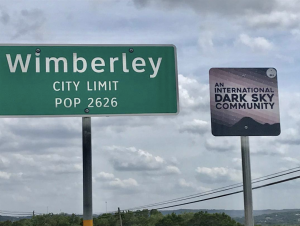 Wimberley
CITY LIMIT
POP 2626
AN
INTERNATIONAL
DARK SKY
COMMUNITY